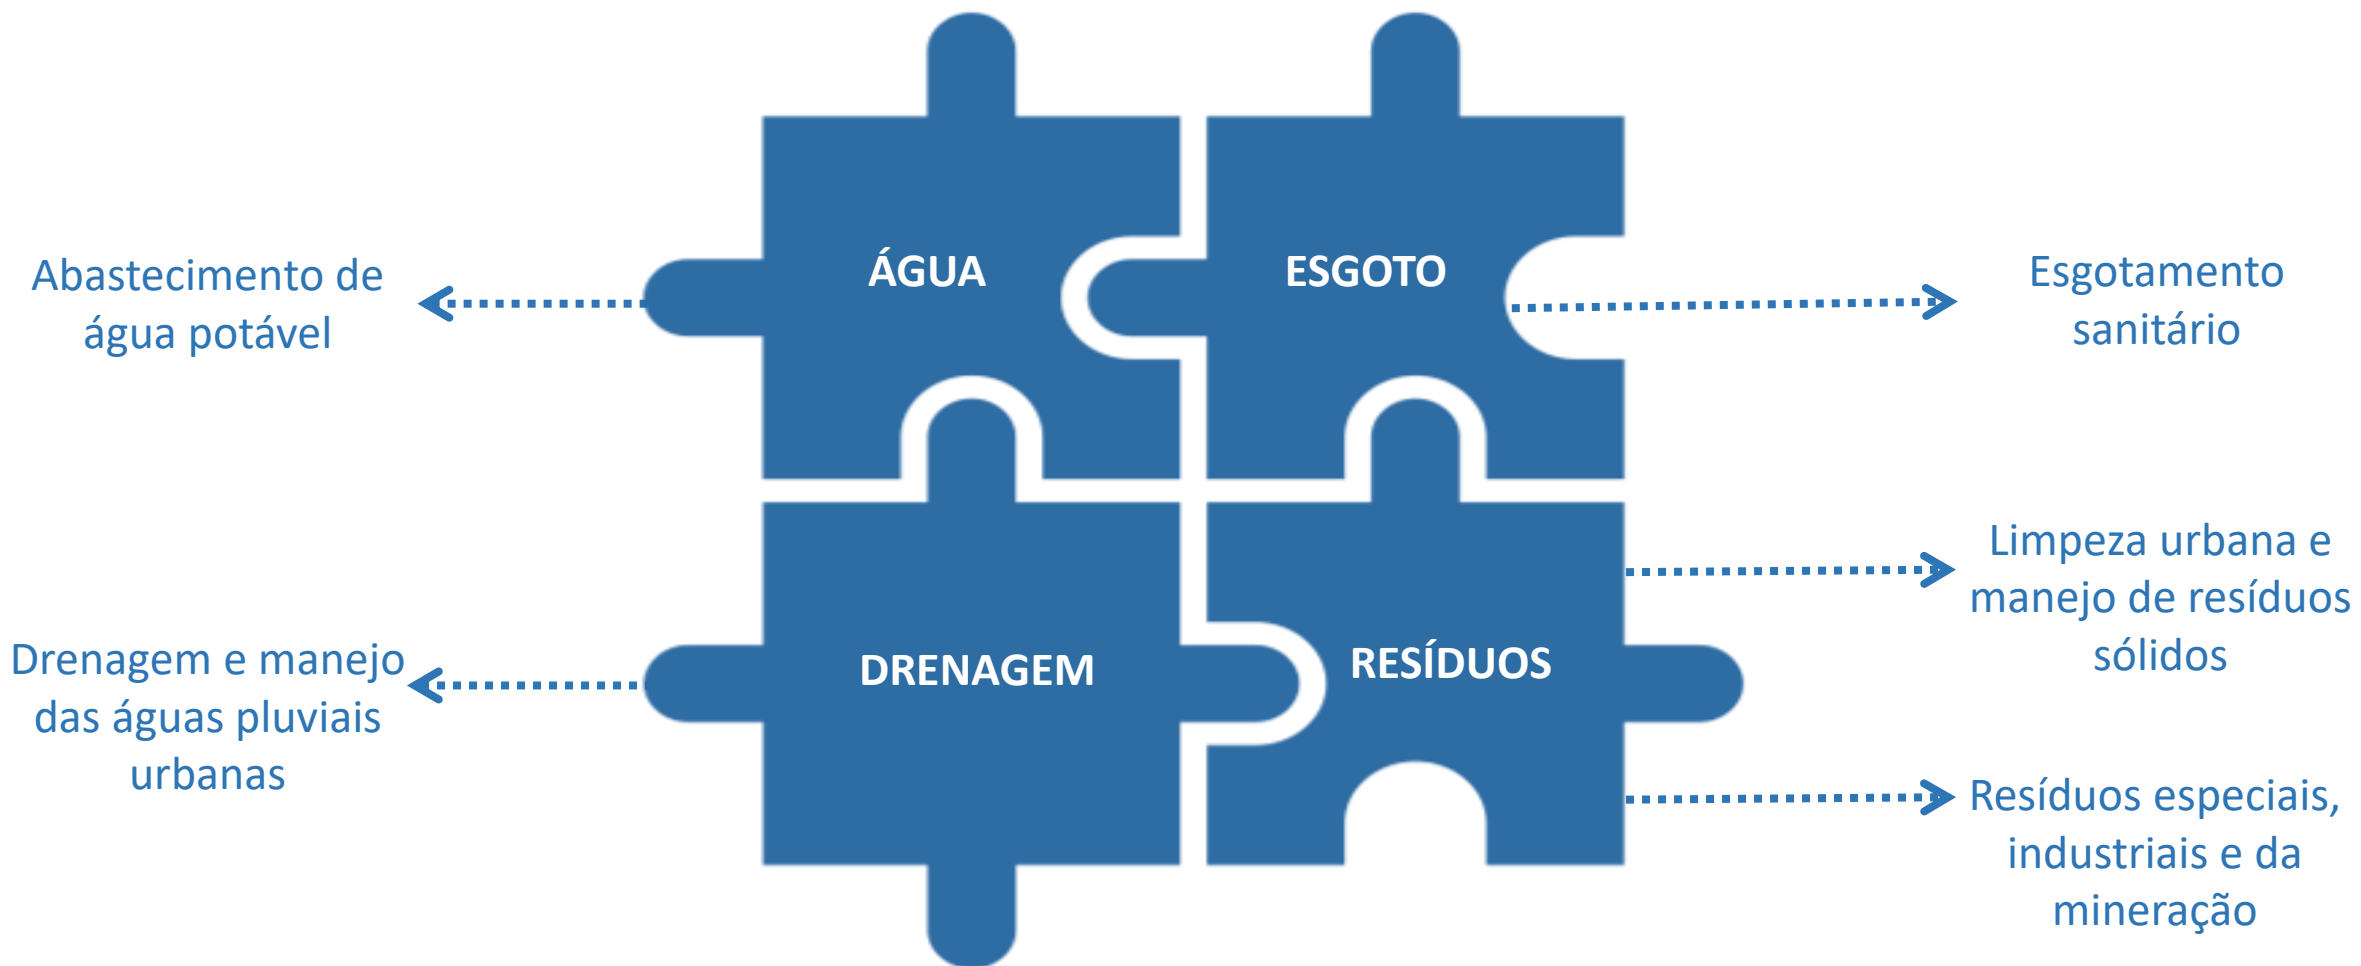 ÁGUA
ESGOTO
Abastecimento de
água potável
Esgotamento
sanitário
DRENAGEM
RESÍDUOS
Drenagem e manejo
das águas pluviais
urbanas
Limpeza urbana e
manejo de resíduos
sólidos
Resíduos especiais,
industriais e da
mineração